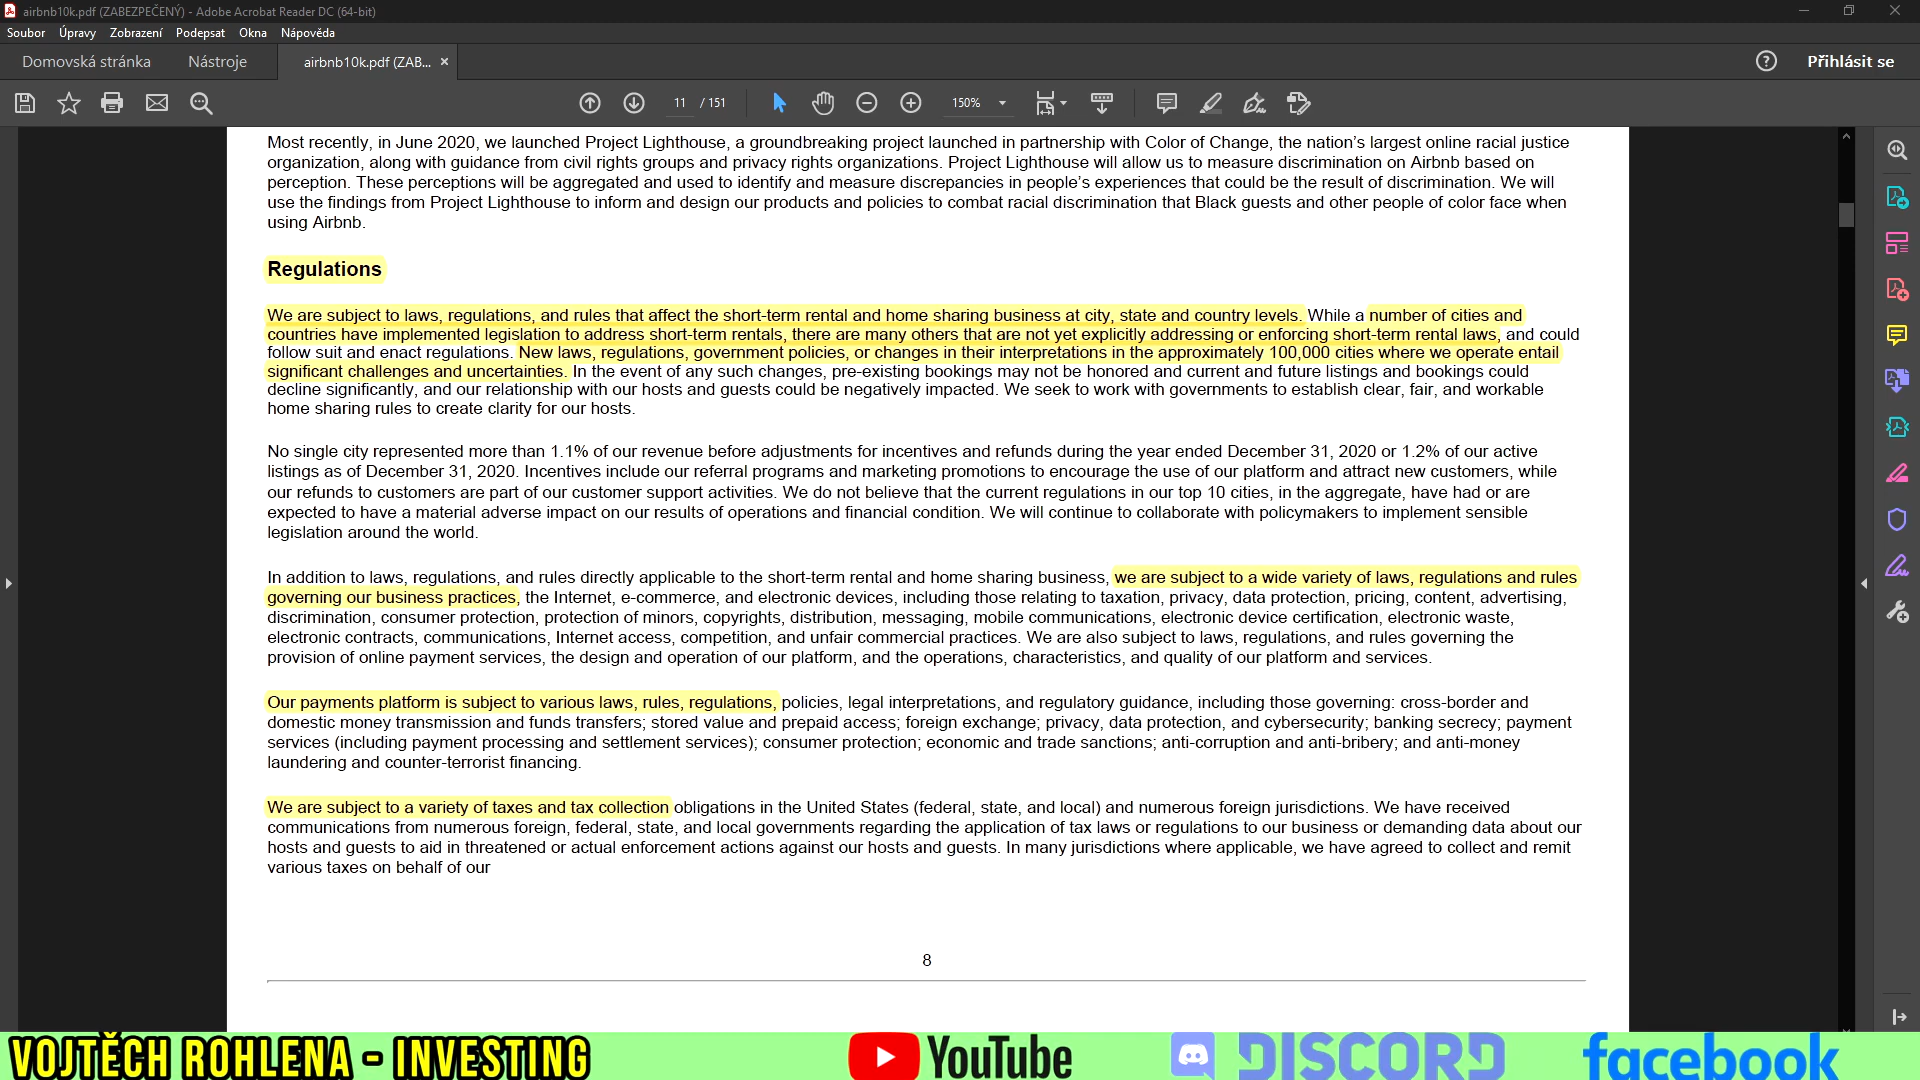 airbnb10k.pdf (ZABEZPEČENÝ) - Adobe Acrobat Reader DC (64-bit)
Soubor Úpravy Zobrazení Podepsat Okna Nápověda
Domovská stránka Nástroje airbnb10k.pdf (ZAB... × ? Přihlásit se
11 / 151 150%
Most recently, in June 2020, we launched Project Lighthouse, a groundbreaking project launched in partnership with Color of Change, the nation's largest online racial justice
organization, along with guidance from civil rights groups and privacy rights organizations. Project Lighthouse will allow us to measure discrimination on Airbnb based on
perception. These perceptions will be aggregated and used to identify and measure discrepancies in people's experiences that could be the result of discrimination. We will
use the findings from Project Lighthouse to inform and design our products and policies to combat racial discrimination that Black guests and other people of color face when
using Airbnb.
Regulations
We are subject to laws, regulations, and rules that affect the short-term rental and home sharing business at city, state and country levels. While a number of cities and
countries have implemented legislation to address short-term rentals, there are many others that are not yet explicitly addressing or enforcing short-term rental laws, and could
follow suit and enact regulations. New laws, regulations, government policies, or changes in their interpretations in the approximately 100,000 cities where we operate entail
significant challenges and uncertainties. In the event of any such changes, pre-existing bookings may not be honored and current and future listings and bookings could
decline significantly, and our relationship with our hosts and guests could be negatively impacted. We seek to work with governments to establish clear, fair, and workable
home sharing rules to create clarity for our hosts.
No single city represented more than 1.1% of our revenue before adjustments for incentives and refunds during the year ended December 31, 2020 or 1.2% of our active
listings as of December 31, 2020. Incentives include our referral programs and marketing promotions to encourage the use of our platform and attract new customers, while
our refunds to customers are part of our customer support activities. We do not believe that the current regulations in our top 10 cities, in the aggregate, have had or are
expected to have a material adverse impact on our results of operations and financial condition. We will continue to collaborate with policymakers to implement sensible
legislation around the world.
In addition to laws, regulations, and rules directly applicable to the short-term rental and home sharing business, we are subject to a wide variety of laws, regulations and rules
governing our business practices, the Internet, e-commerce, and electronic devices, including those relating to taxation, privacy, data protection, pricing, content, advertising,
discrimination, consumer protection, protection of minors, copyrights, distribution, messaging, mobile communications, electronic device certification, electronic waste,
electronic contracts, communications, Internet access, competition, and unfair commercial practices. We are also subject to laws, regulations, and rules governing the
provision of online payment services, the design and operation of our platform, and the operations, characteristics, and quality of our platform and services.
Our payments platform is subject to various laws, rules, regulations, policies, legal interpretations, and regulatory guidance, including those governing: cross-border and
domestic money transmission and funds transfers; stored value and prepaid access; foreign exchange; privacy, data protection, and cybersecurity; banking secrecy; payment
services (including payment processing and settlement services); consumer protection; economic and trade sanctions; anti-corruption and anti-bribery; and anti-money
laundering and counter-terrorist financing.
We are subject to a variety of taxes and tax collection obligations in the United States (federal, state, and local) and numerous foreign jurisdictions. We have received
communications from numerous foreign, federal, state, and local governments regarding the application of tax laws or regulations to our business or demanding data about our
hosts and guests to aid in threatened or actual enforcement actions against our hosts and guests. In many jurisdictions where applicable, we have agreed to collect and remit
various taxes on behalf of our
8
VOJTĚCH ROHLENA - INVESTING YouTube DISCORD facebook